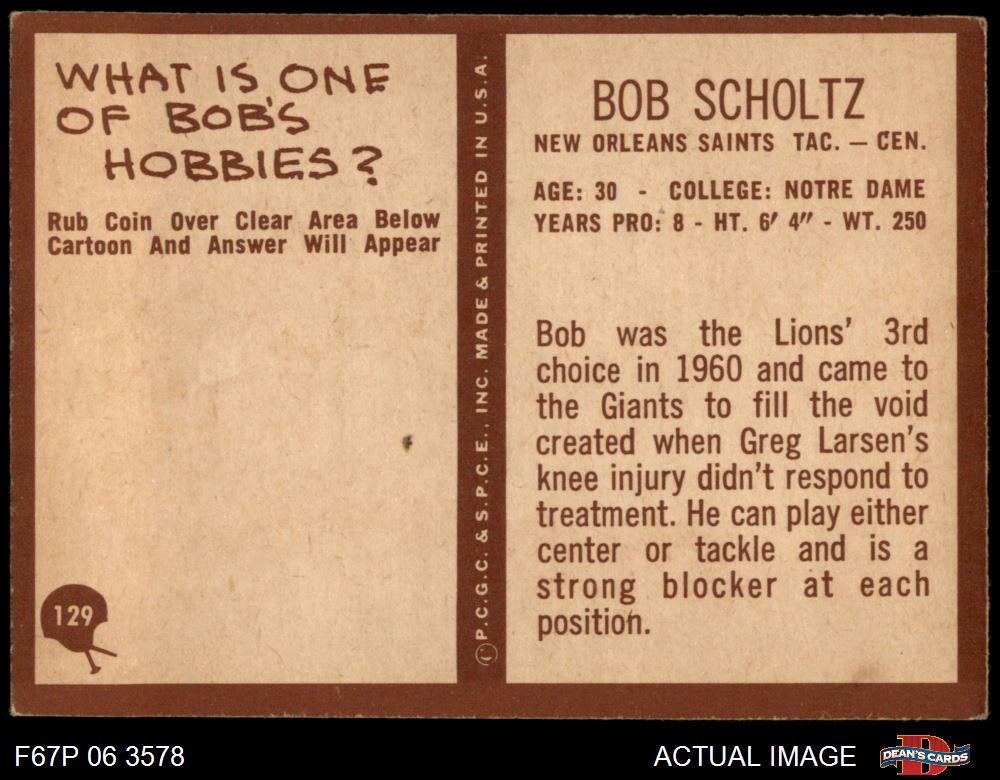 WHAT IS ONE
OF BOB'S
HOBBIES?
Rub Coin Over Clear Area Below
Cartoon And Answer Will Appear
129
© P.C.G.C. & S.P.C.E., INC. MADE & PRINTED IN U.S.A.
BOB SCHOLTZ
NEW ORLEANS SAINTS TAC. — CEN.
AGE: 30 - COLLEGE: NOTRE DAME
YEARS PRO: 8 - HT. 6′ 4″ - WT. 250
Bob was the Lions' 3rd
choice in 1960 and came to
the Giants to fill the void
created when Greg Larsen's
knee injury didn't respond to
treatment. He can play either
center or tackle and is a
strong blocker at each
position.
F67P 06 3578
ACTUAL IMAGE
DEAN'S CARDS